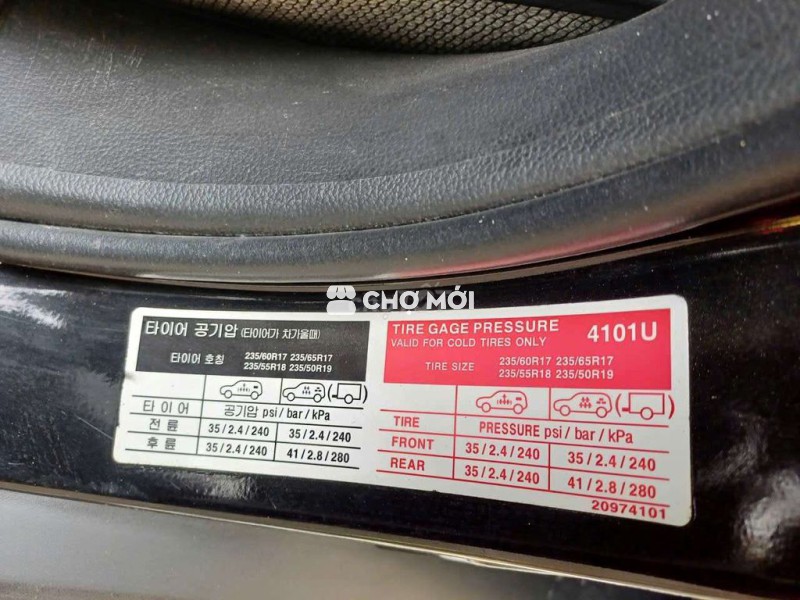 CHỢ MỚI
타이어 공기압 (타이어가 차가울때)
타이어 호칭 235/60R17 235/65R17
235/55R18 235/50R19
타이어 공기압 psi / bar / kPa
전륜 35 / 2.4 / 240 35 / 2.4 / 240
후륜 35 / 2.4 / 240 41 / 2.8 / 280
TIRE GAGE PRESSURE 4101U
VALID FOR COLD TIRES ONLY
TIRE SIZE 235/60R17 235/65R17
235/55R18 235/50R19
TIRE PRESSURE psi / bar / kPa
FRONT 35 / 2.4 / 240 35 / 2.4 / 240
REAR 35 / 2.4 / 240 41 / 2.8 / 280
20974101